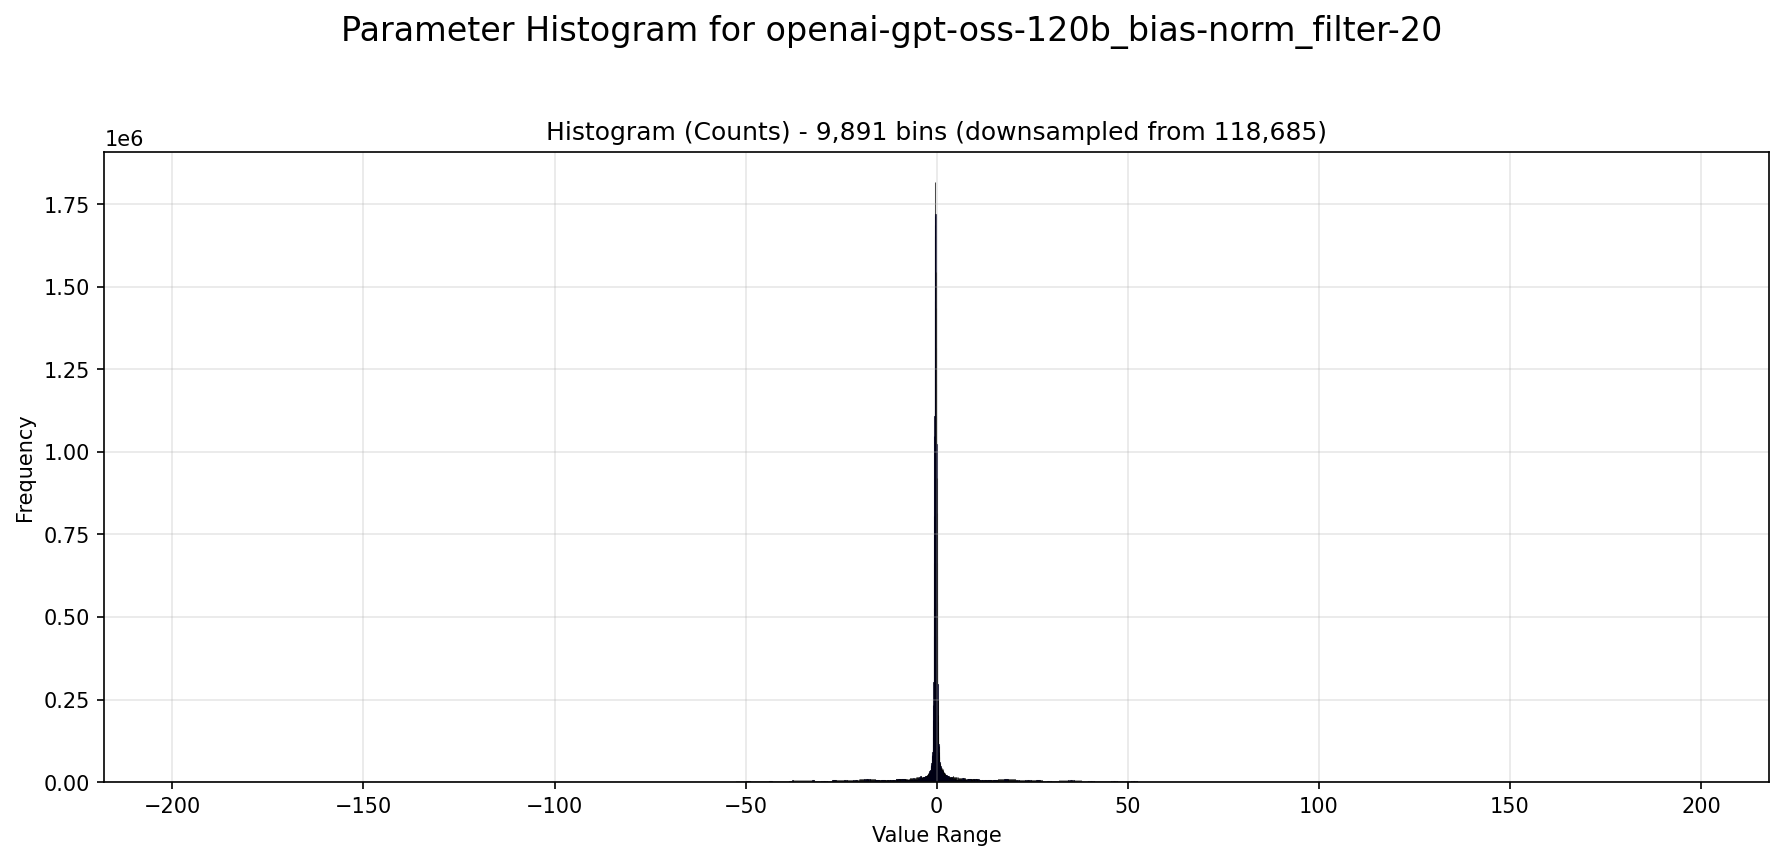 Parameter Histogram for openai-gpt-oss-120b_bias-norm_filter-20
Histogram (Counts) - 9,891 bins (downsampled from 118,685)
1e6
1.75
1.50
1.25
1.00
0.75
0.50
0.25
0.00
Frequency
−200 −150 −100 −50 0 50 100 150 200
Value Range